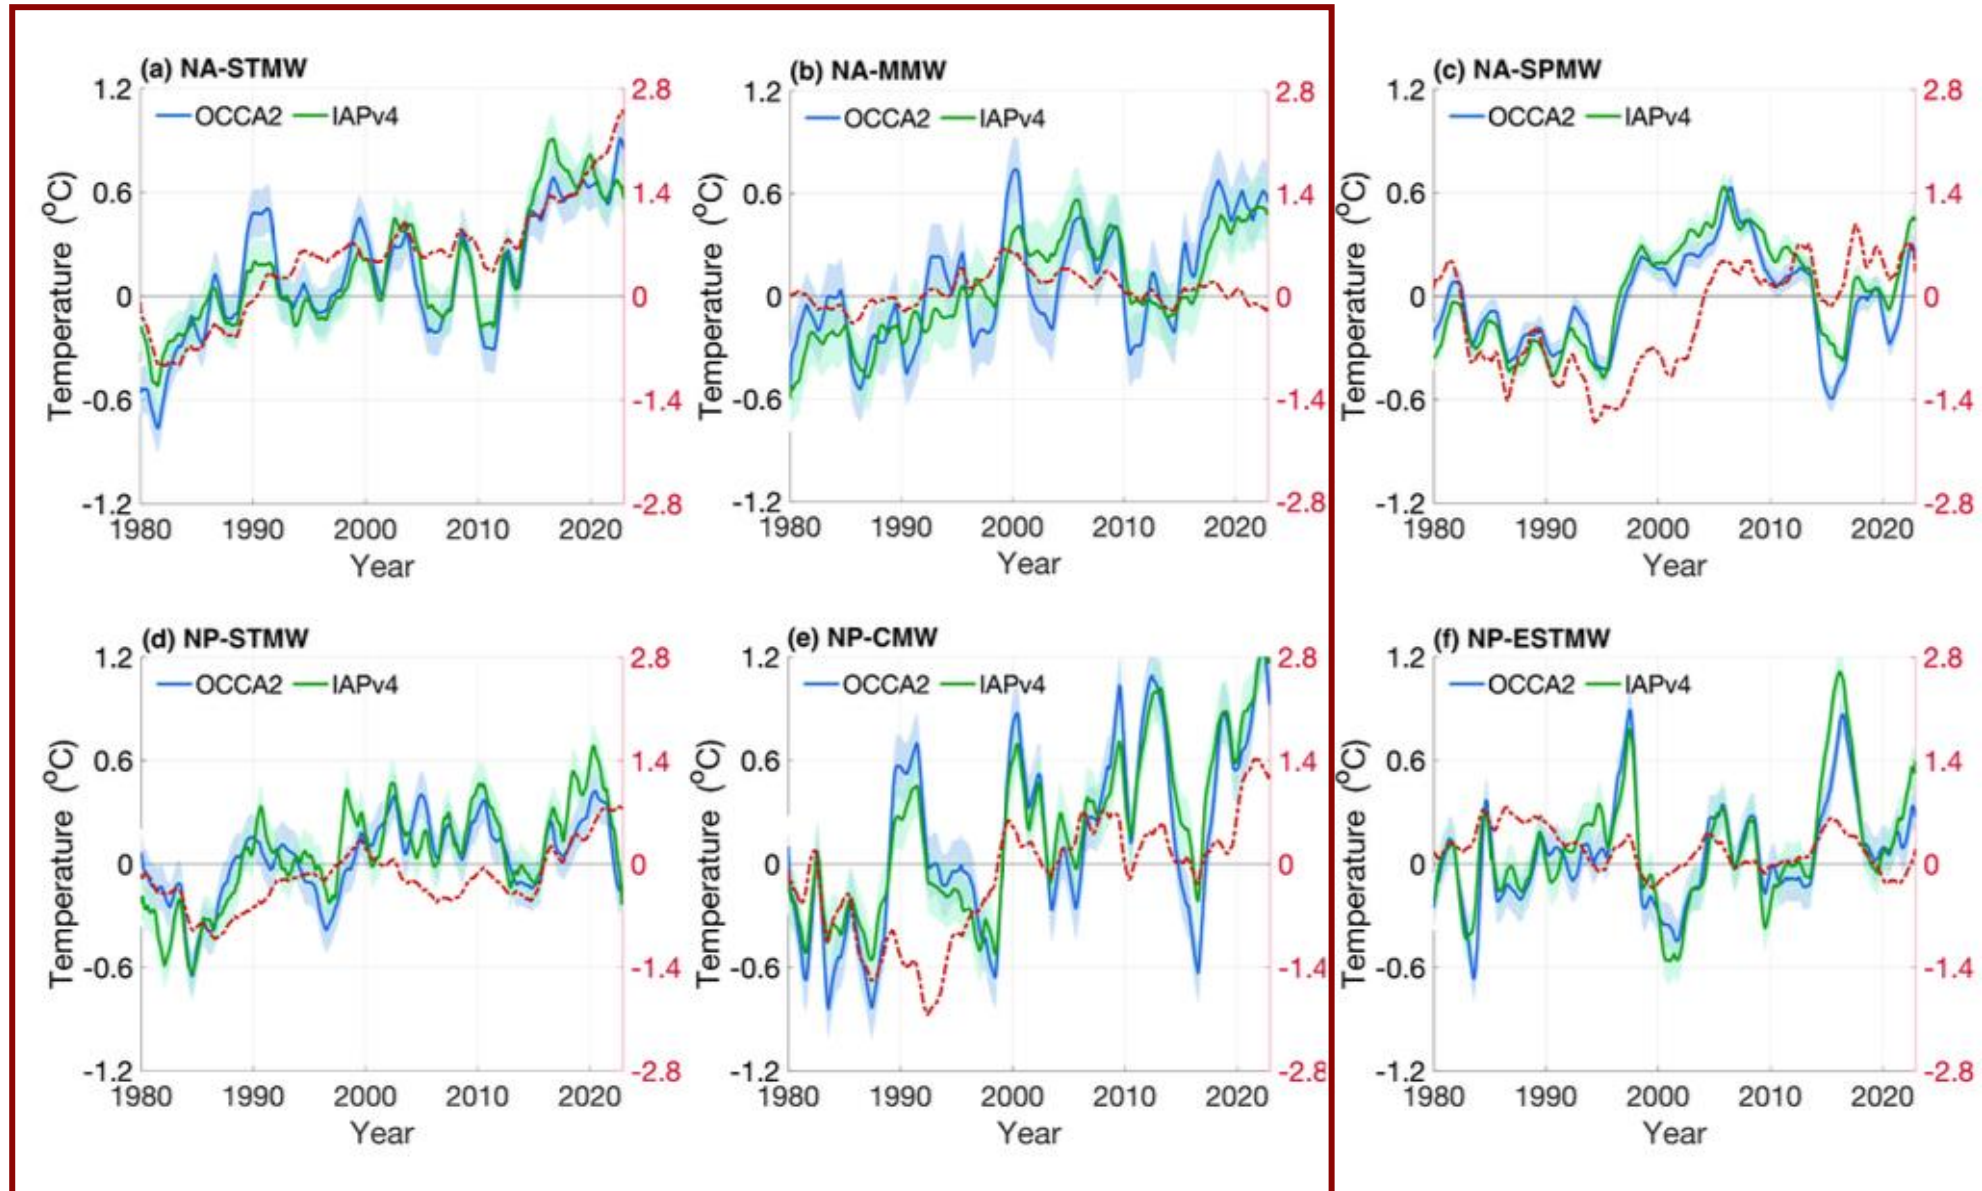 (a) NA-STMW
OCCA2 IAPv4
Temperature (°C)
1.2
0.6
0
-0.6
-1.2
2.8
1.4
0
-1.4
-2.8
1980 1990 2000 2010 2020
Year
(b) NA-MMW
OCCA2 IAPv4
Temperature (°C)
1.2
0.6
0
-0.6
-1.2
2.8
1.4
0
-1.4
-2.8
1980 1990 2000 2010 2020
Year
(c) NA-SPMW
OCCA2 IAPv4
Temperature (°C)
1.2
0.6
0
-0.6
-1.2
2.8
1.4
0
-1.4
-2.8
1980 1990 2000 2010 2020
Year
(d) NP-STMW
OCCA2 IAPv4
Temperature (°C)
1.2
0.6
0
-0.6
-1.2
2.8
1.4
0
-1.4
-2.8
1980 1990 2000 2010 2020
Year
(e) NP-CMW
OCCA2 IAPv4
Temperature (°C)
1.2
0.6
0
-0.6
-1.2
2.8
1.4
0
-1.4
-2.8
1980 1990 2000 2010 2020
Year
(f) NP-ESTMW
OCCA2 IAPv4
Temperature (°C)
1.2
0.6
0
-0.6
-1.2
2.8
1.4
0
-1.4
-2.8
1980 1990 2000 2010 2020
Year